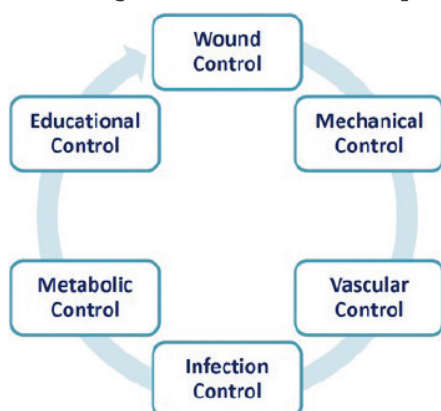 Wound
Control
Mechanical
Control
Vascular
Control
Infection
Control
Metabolic
Control
Educational
Control